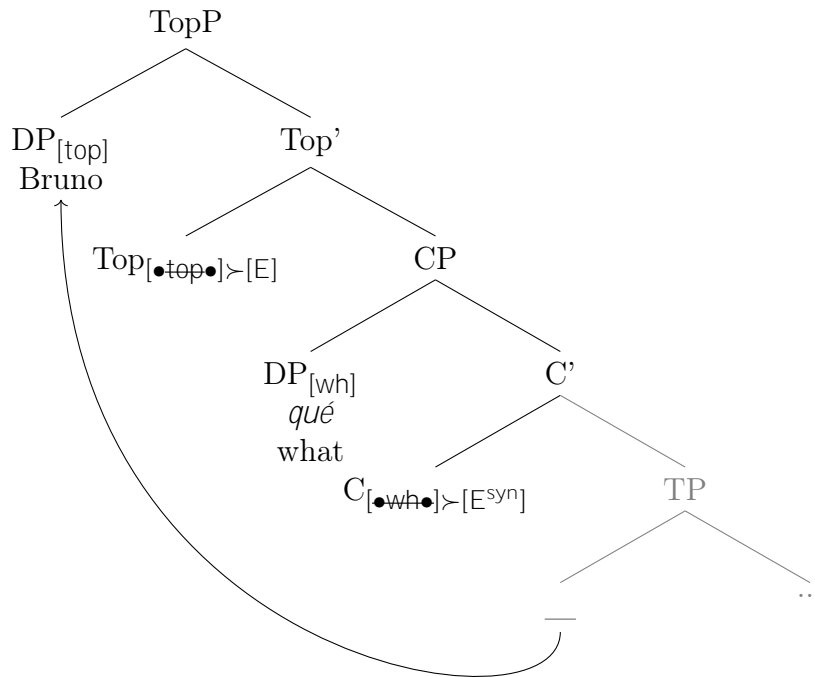 TopP
DP[top] Top'
Bruno
Top[•top•]≻[E] CP
DP[wh] C'
qué
what
C[•wh•]≻[E^syn] TP
— ..